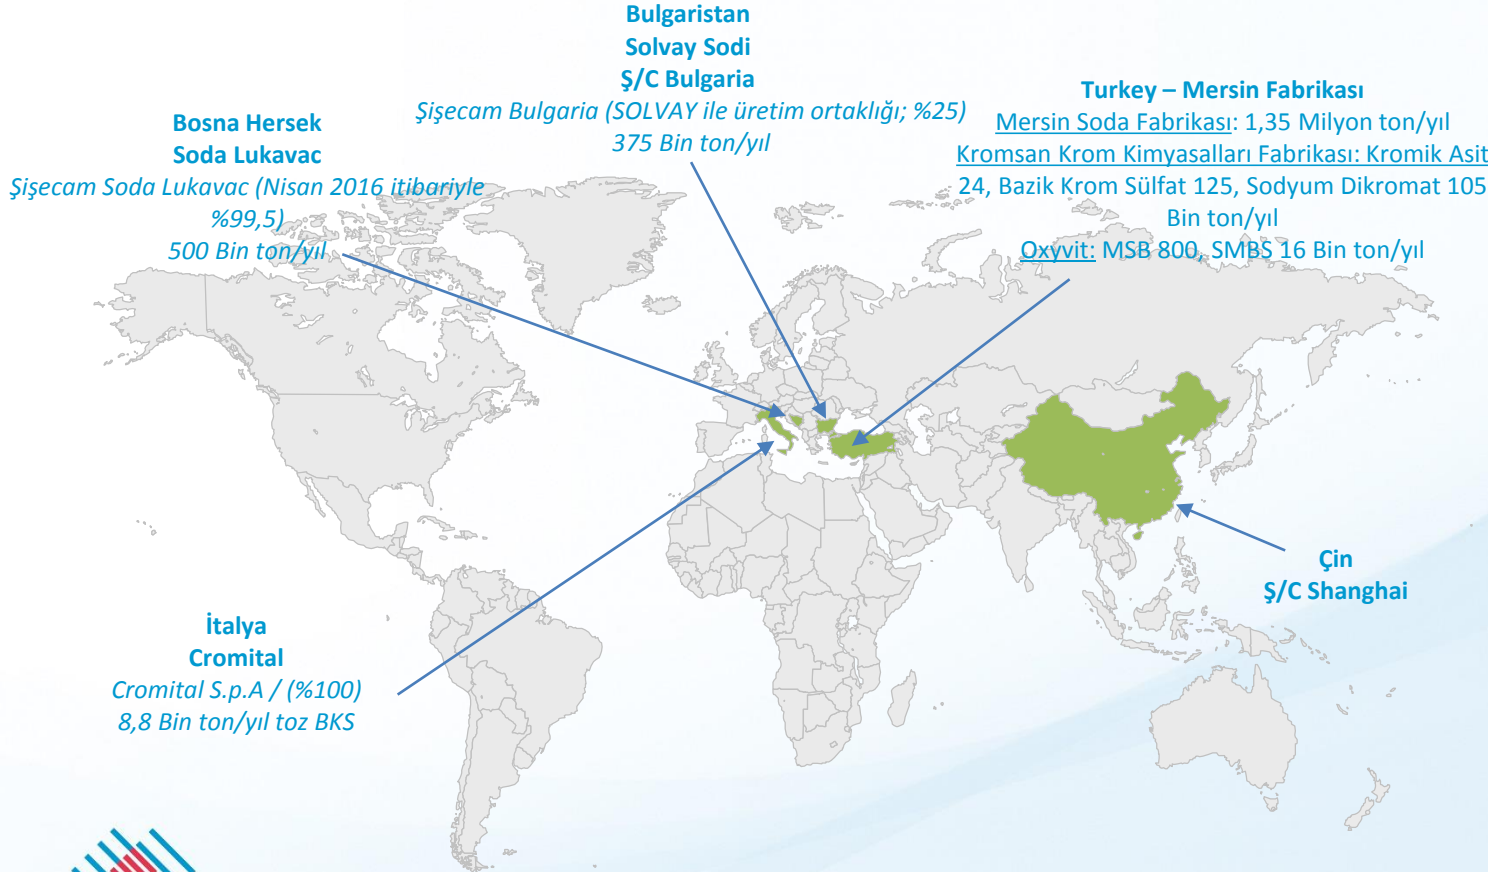 Bulgaristan
Solvay Sodi
Ş/C Bulgaria
Şişecam Bulgaria (SOLVAY ile üretim ortaklığı; %25)
375 Bin ton/yıl
Bosna Hersek
Soda Lukavac
Şişecam Soda Lukavac (Nisan 2016 itibariyle
%99,5)
500 Bin ton/yıl
Turkey – Mersin Fabrikası
Mersin Soda Fabrikası: 1,35 Milyon ton/yıl
Kromsan Krom Kimyasalları Fabrikası: Kromik Asit
24, Bazik Krom Sülfat 125, Sodyum Dikromat 105
Bin ton/yıl
Oxyvit: MSB 800, SMBS 16 Bin ton/yıl
Çin
Ş/C Shanghai
İtalya
Cromital
Cromital S.p.A / (%100)
8,8 Bin ton/yıl toz BKS